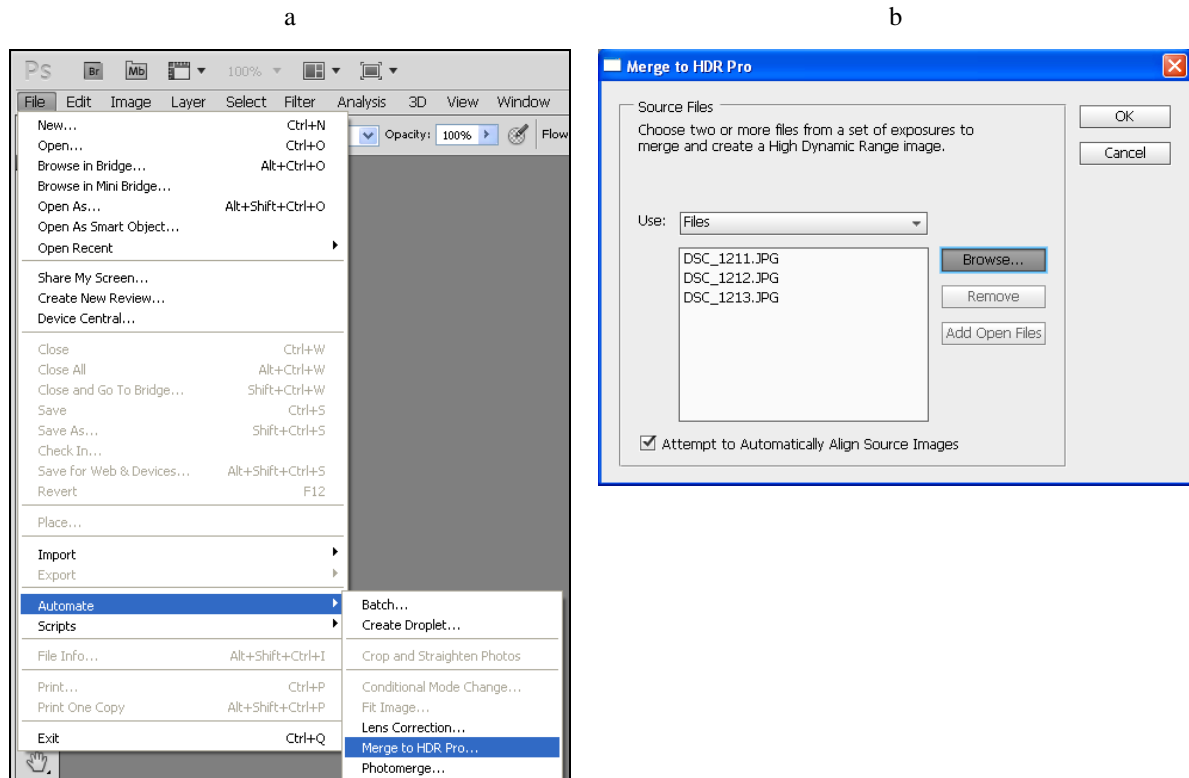 a
b
Ps Br Mb 100%
File Edit Image Layer Select Filter Analysis 3D View Window
Opacity: 100% Flow
New... Ctrl+N
Open... Ctrl+O
Browse in Bridge... Alt+Ctrl+O
Browse in Mini Bridge...
Open As... Alt+Shift+Ctrl+O
Open As Smart Object...
Open Recent
Share My Screen...
Create New Review...
Device Central...
Close Ctrl+W
Close All Alt+Ctrl+W
Close and Go To Bridge... Shift+Ctrl+W
Save Ctrl+S
Save As... Shift+Ctrl+S
Check In...
Save for Web & Devices... Alt+Shift+Ctrl+S
Revert F12
Place...
Import
Export
Automate
Scripts
File Info... Alt+Shift+Ctrl+I
Print... Ctrl+P
Print One Copy Alt+Shift+Ctrl+P
Exit Ctrl+Q
Batch...
Create Droplet...
Crop and Straighten Photos
Conditional Mode Change...
Fit Image...
Lens Correction...
Merge to HDR Pro...
Photomerge...
Merge to HDR Pro
Source Files
Choose two or more files from a set of exposures to
merge and create a High Dynamic Range image.
OK
Cancel
Use: Files
DSC_1211.JPG
DSC_1212.JPG
DSC_1213.JPG
Browse...
Remove
Add Open Files
Attempt to Automatically Align Source Images